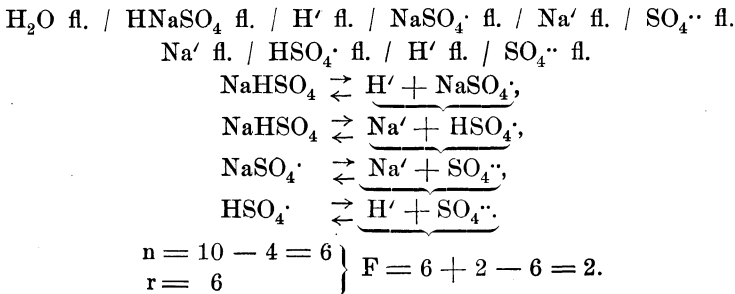 H₂O fl. / HNaSO₄ fl. / H′ fl. / NaSO₄· fl. / Na′ fl. / SO₄·· fl.
Na′ fl. / HSO₄· fl. / H′ fl. / SO₄·· fl.
NaHSO₄ ⇄ H′ + NaSO₄·,
NaHSO₄ ⇄ Na′ + HSO₄·,
NaSO₄· ⇄ Na′ + SO₄··,
HSO₄· ⇄ H′ + SO₄··.
n = 10 — 4 = 6
r = 6
} F = 6 + 2 — 6 = 2.